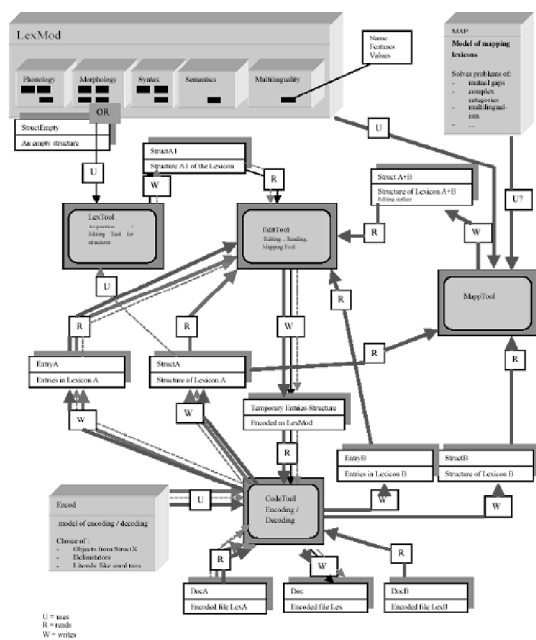 LexMod
Name
Features
Values
MAP
Model of mapping
lexicons
Solves problems of:
- mutual gaps
- complex
categories
- multilingual-
ism
- ....
Phonology
Morphology
Syntax
Semantics
Multilinguality
OR
StructEmpty
An empty structure
U
StructA1
Structure A1 of the Lexicon
U
W
R
Struct A+B
Structure of Lexicon A+B
Editing surface
U?
R
W
LexTool
Editing Tool for
structures
EditTool
Editing, Reading,
Mapping Tool
MappTool
U
R
R
W
R
R
R
EntryA
Entries in Lexicon A
StructA
Structure of Lexicon A
W
W
Temporary Entries-Structure
Encoded in LexMod
R
EntryB
Entries in Lexicon B
StructB
Structure of Lexicon B
W
W
Encod
model of encoding / decoding
Choice of :
- Objects from StructX
- Delimitators
- Literals like
U
CodeTool
Encoding /
Decoding
R
W
R
DocA
Encoded file LexA
Doc
Encoded file Lex
DocB
Encoded file LexB
U = uses
R = reads
W = writes